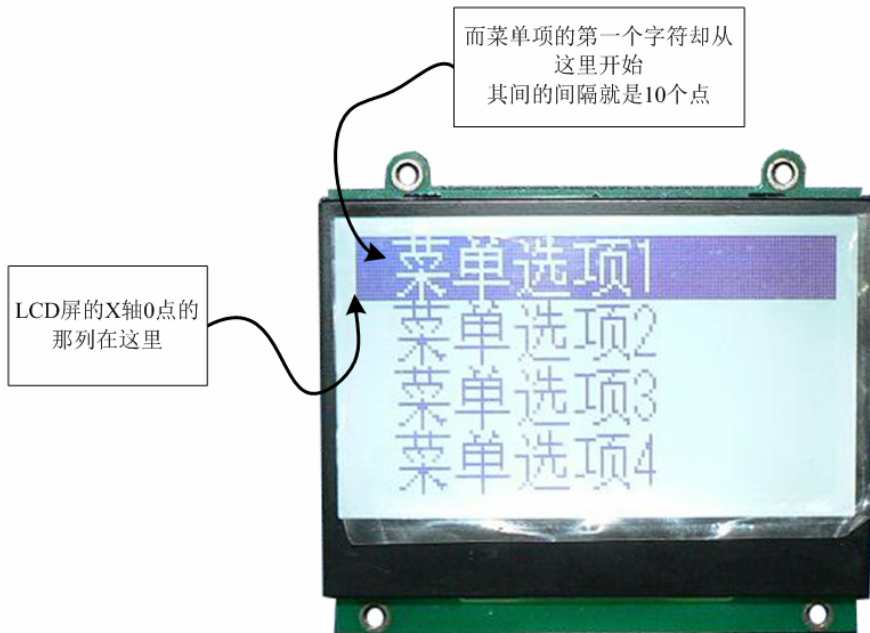 而菜单项的第一个字符却从
这里开始
其间的间隔就是10个点
LCD屏的X轴0点的
那列在这里
菜单选项1
菜单选项2
菜单选项3
菜单选项4